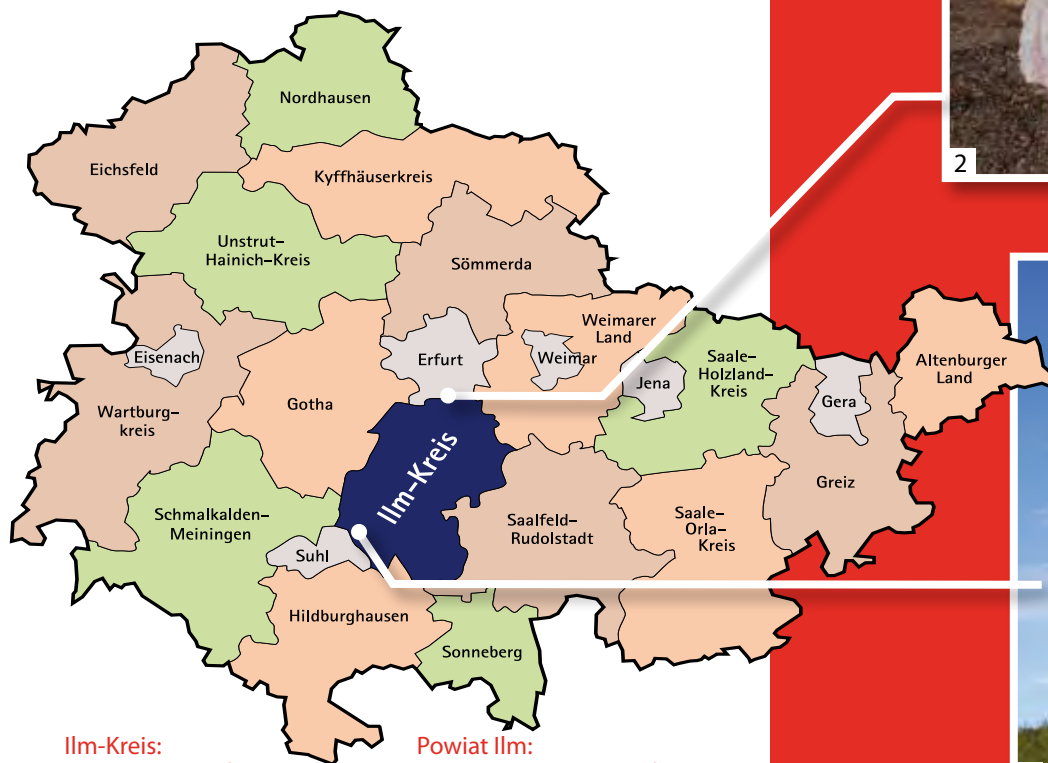 Nordhausen
2
Eichsfeld
Kyffhäuserkreis
Unstrut–
Hainich–Kreis
Sömmerda
Weimarer
Land
Eisenach
Erfurt
Weimar
Saale–
Holzland–
Kreis
Jena
Altenburger
Land
Gera
Wartburg–
kreis
Gotha
Ilm-Kreis
Greiz
Schmalkalden–
Meiningen
Suhl
Saalfeld–
Rudolstadt
Saale–
Orla–
Kreis
Hildburghausen
Sonneberg
Ilm-Kreis:
Powiat Ilm: